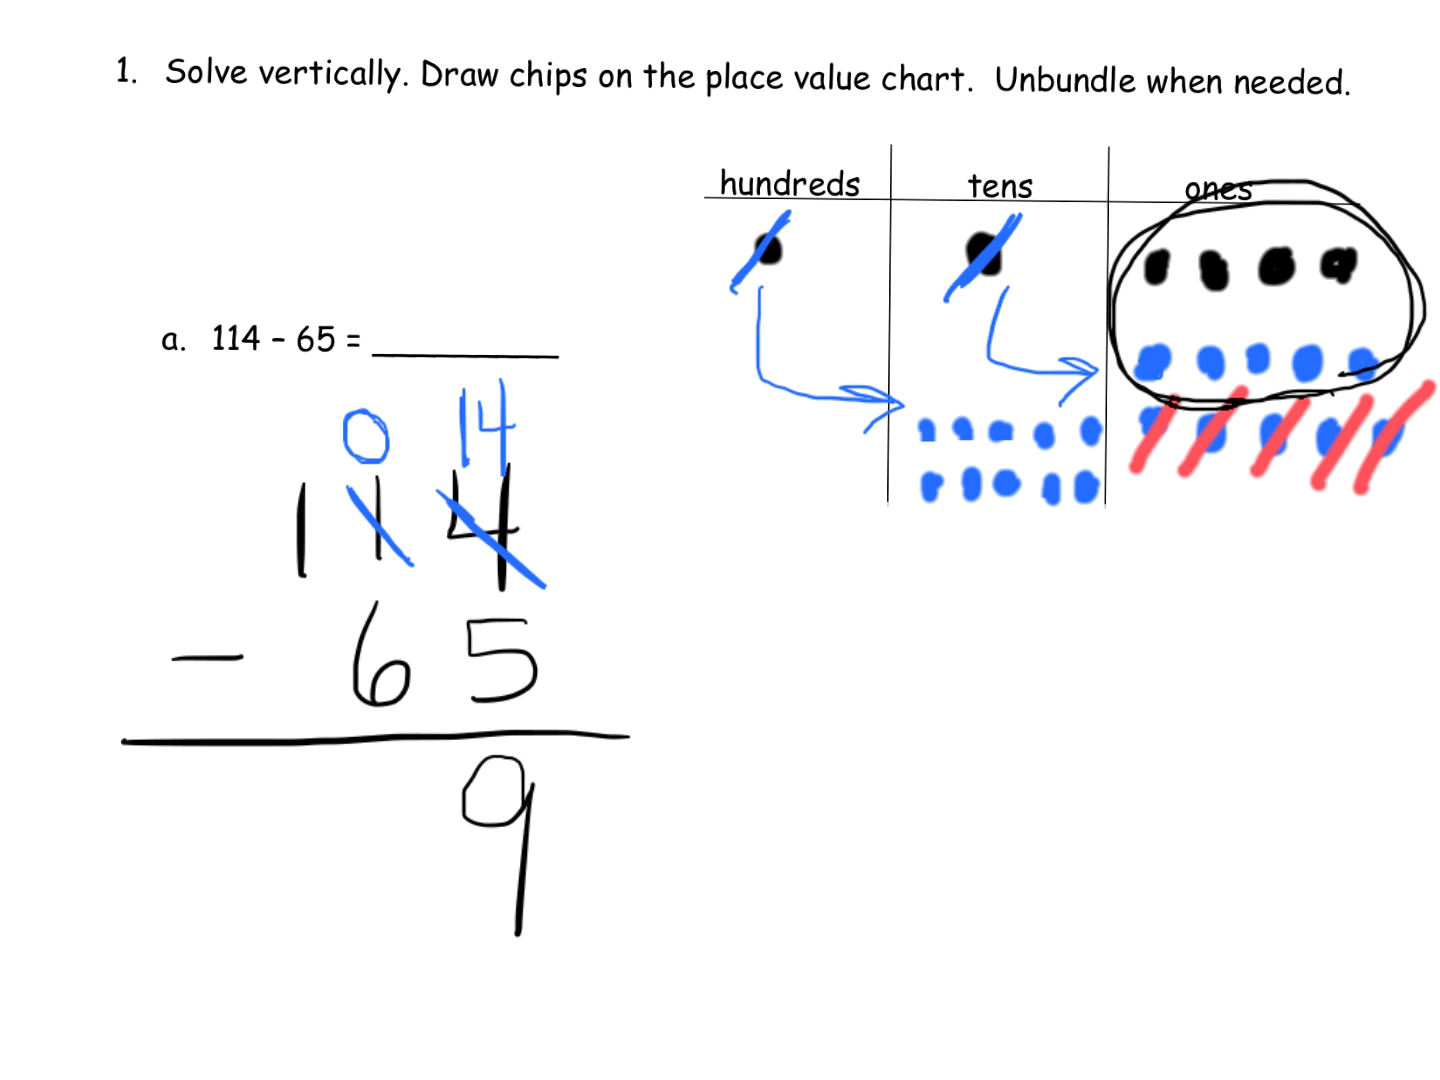 1. Solve vertically. Draw chips on the place value chart. Unbundle when needed.
hundreds tens ones
a. 114 - 65 = __________
0 14
114
- 65
9